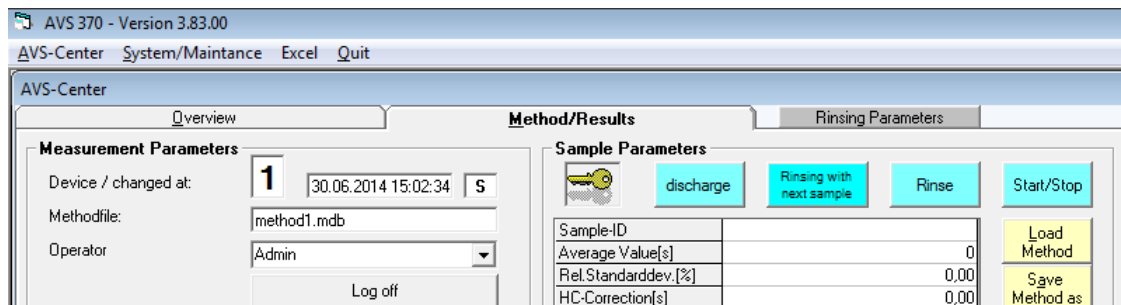 AVS 370 - Version 3.83.00
AVS-Center System/Maintance Excel Quit
AVS-Center
Overview Method/Results Rinsing Parameters
Measurement Parameters
Device / changed at: 1 30.06.2014 15:02:34 S
Methodfile: method1.mdb
Operator Admin
Log off
Sample Parameters
discharge Rinsing with next sample Rinse Start/Stop
Sample-ID
Average Value[s] 0
Rel.Standarddev.[%] 0,00
HC-Correction[s] 0,00
Load
Method
Save
Method as